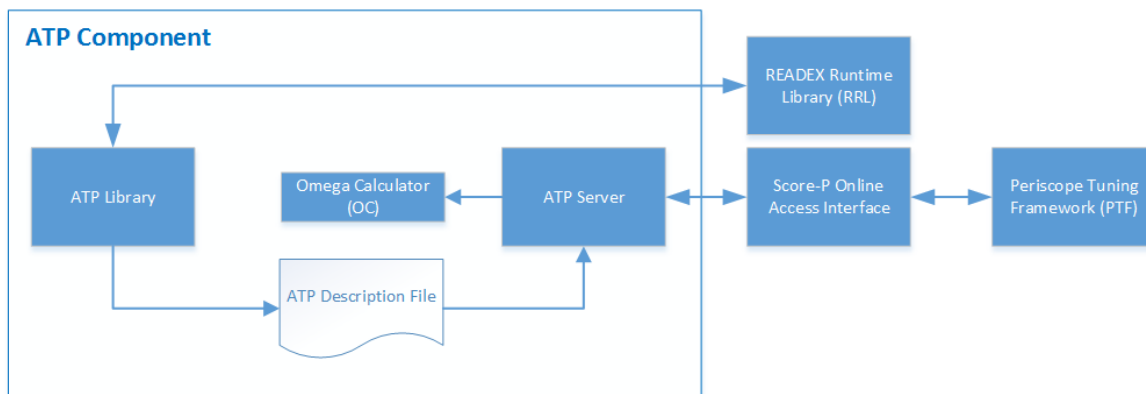 ATP Component
READEX Runtime
Library (RRL)
ATP Library
Omega Calculator
(OC)
ATP Server
Score-P Online
Access Interface
Periscope Tuning
Framework (PTF)
ATP Description File